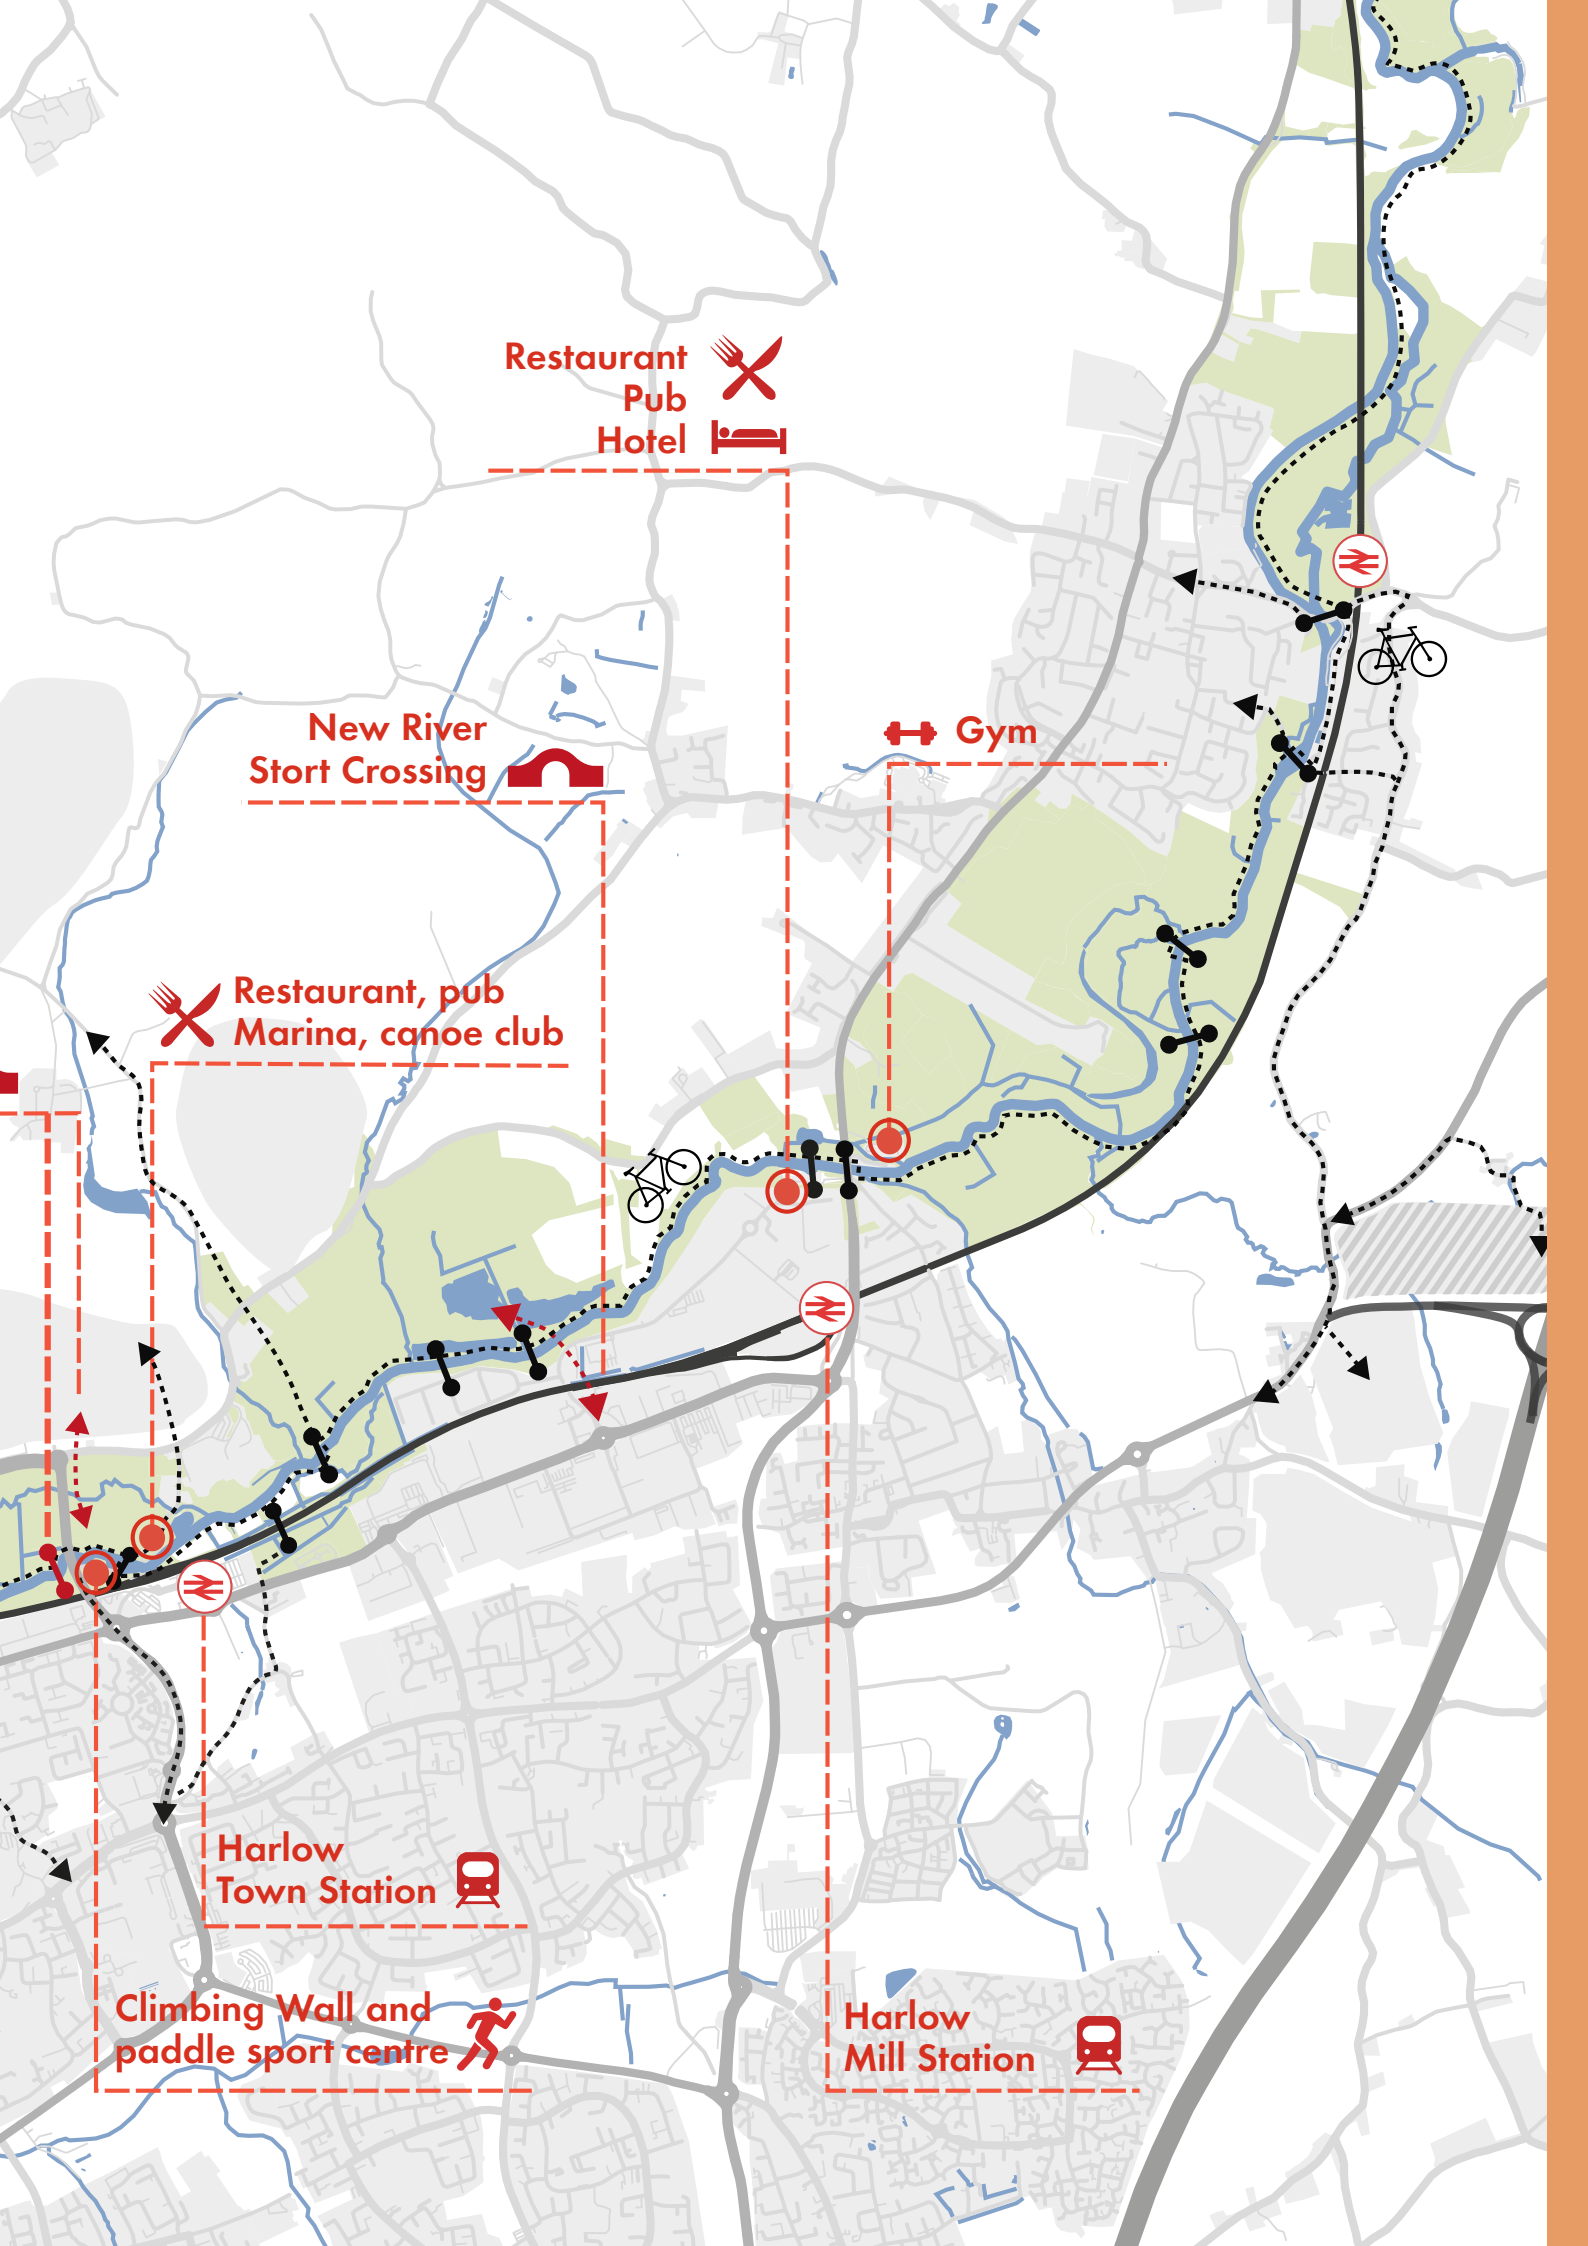 Restaurant
Pub
Hotel
New River
Stort Crossing
Gym
Restaurant, pub
Marina, canoe club
Harlow
Town Station
Climbing Wall and
paddle sport centre
Harlow
Mill Station